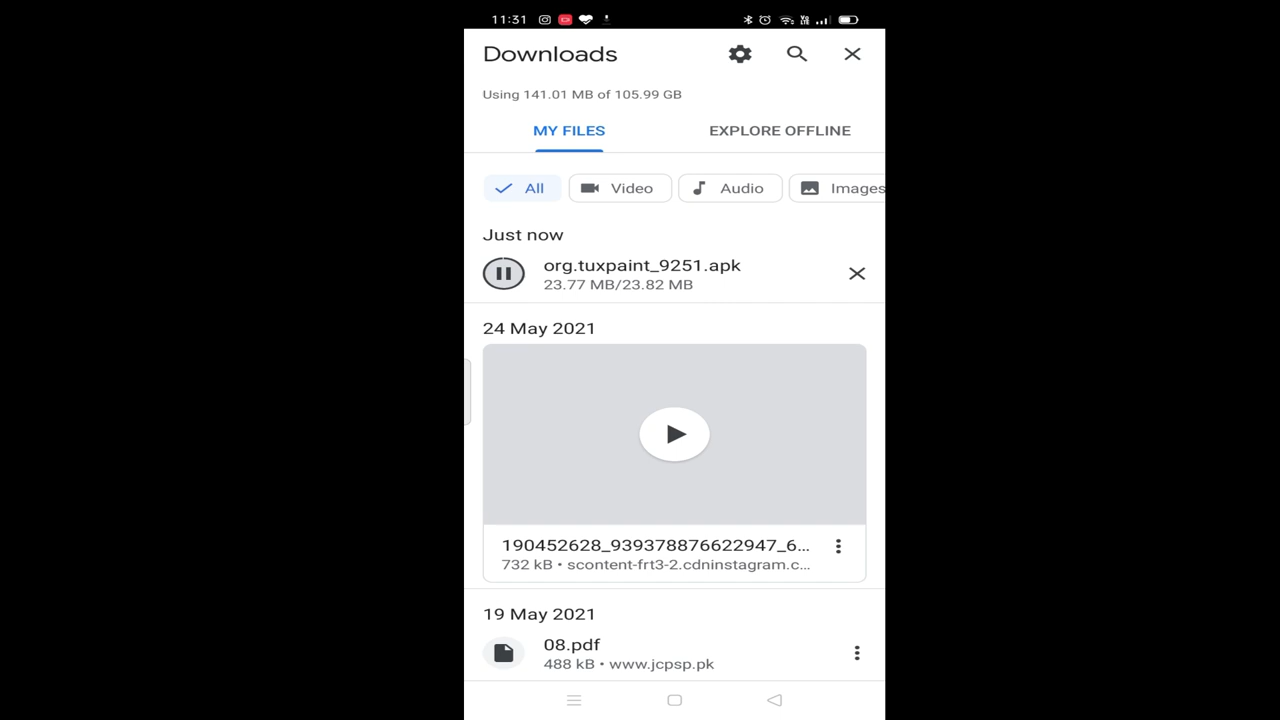 11:31
Downloads
Using 141.01 MB of 105.99 GB
MY FILES EXPLORE OFFLINE
All Video Audio Images
Just now
org.tuxpaint_9251.apk
23.77 MB/23.82 MB
24 May 2021
190452628_939378876622947_6...
732 kB • scontent-frt3-2.cdninstagram.c...
19 May 2021
08.pdf
488 kB • www.jcpsp.pk